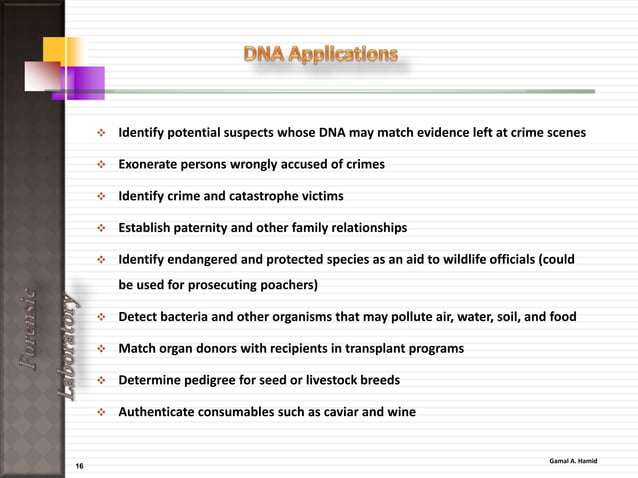 DNA Applications
❖ Identify potential suspects whose DNA may match evidence left at crime scenes
❖ Exonerate persons wrongly accused of crimes
❖ Identify crime and catastrophe victims
❖ Establish paternity and other family relationships
❖ Identify endangered and protected species as an aid to wildlife officials (could
be used for prosecuting poachers)
❖ Detect bacteria and other organisms that may pollute air, water, soil, and food
❖ Match organ donors with recipients in transplant programs
❖ Determine pedigree for seed or livestock breeds
❖ Authenticate consumables such as caviar and wine
Forensic
Laboratory
16
Gamal A. Hamid